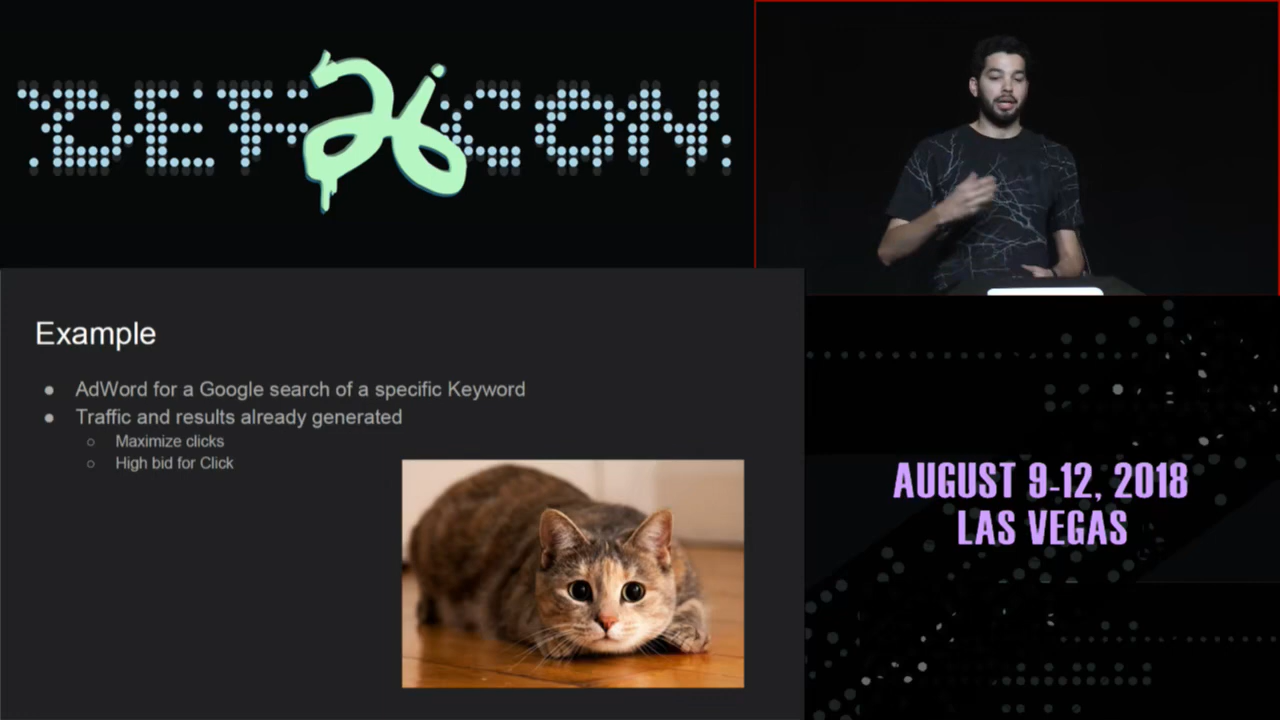 DEF 26 CON
Example
AdWord for a Google search of a specific Keyword
Traffic and results already generated
Maximize clicks
High bid for Click
AUGUST 9-12, 2018
LAS VEGAS